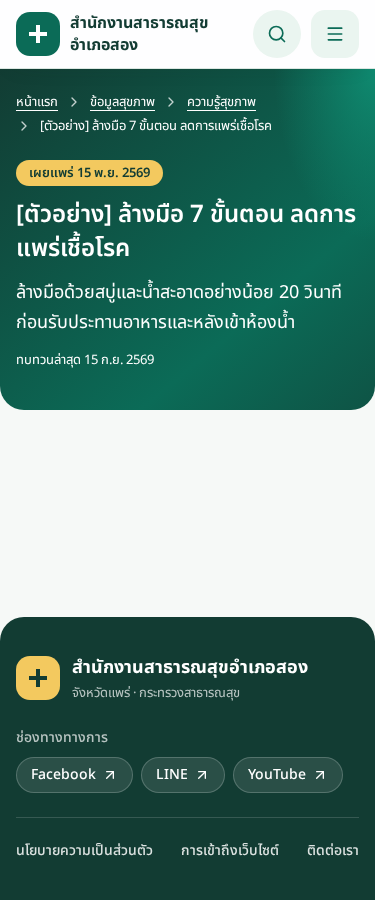 สำนักงานสาธารณสุข
อำเภอสอง
หน้าแรก > ข้อมูลสุขภาพ > ความรู้สุขภาพ
> [ตัวอย่าง] ล้างมือ 7 ขั้นตอน ลดการแพร่เชื้อโรค
เผยแพร่ 15 พ.ย. 2569
[ตัวอย่าง] ล้างมือ 7 ขั้นตอน ลดการ
แพร่เชื้อโรค
ล้างมือด้วยสบู่และน้ำสะอาดอย่างน้อย 20 วินาที
ก่อนรับประทานอาหารและหลังเข้าห้องน้ำ
ทบทวนล่าสุด 15 ก.ย. 2569
สำนักงานสาธารณสุขอำเภอสอง
จังหวัดแพร่ · กระทรวงสาธารณสุข
ช่องทางทางการ
Facebook LINE YouTube
นโยบายความเป็นส่วนตัว การเข้าถึงเว็บไซต์ ติดต่อเรา